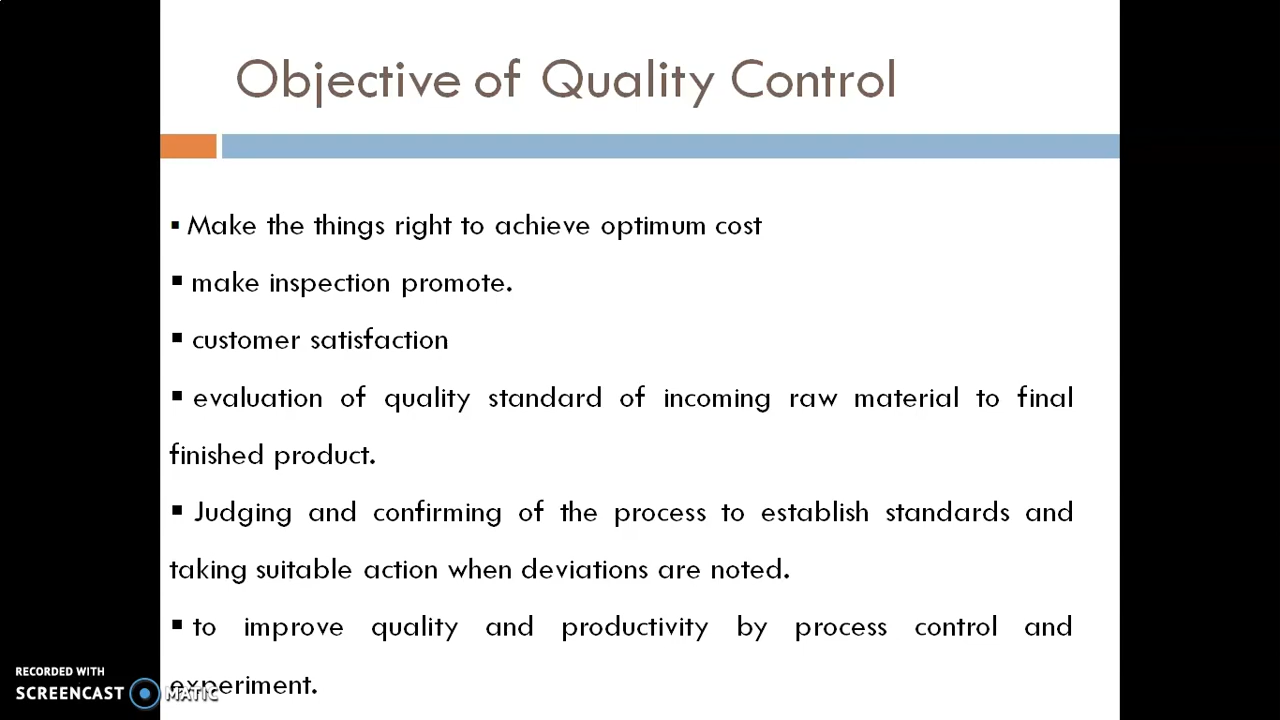 Objective of Quality Control
▪ Make the things right to achieve optimum cost
▪ make inspection promote.
▪ customer satisfaction
▪ evaluation of quality standard of incoming raw material to final
finished product.
▪ Judging and confirming of the process to establish standards and
taking suitable action when deviations are noted.
▪ to improve quality and productivity by process control and
experiment.
RECORDED WITH
SCREENCAST MATIC